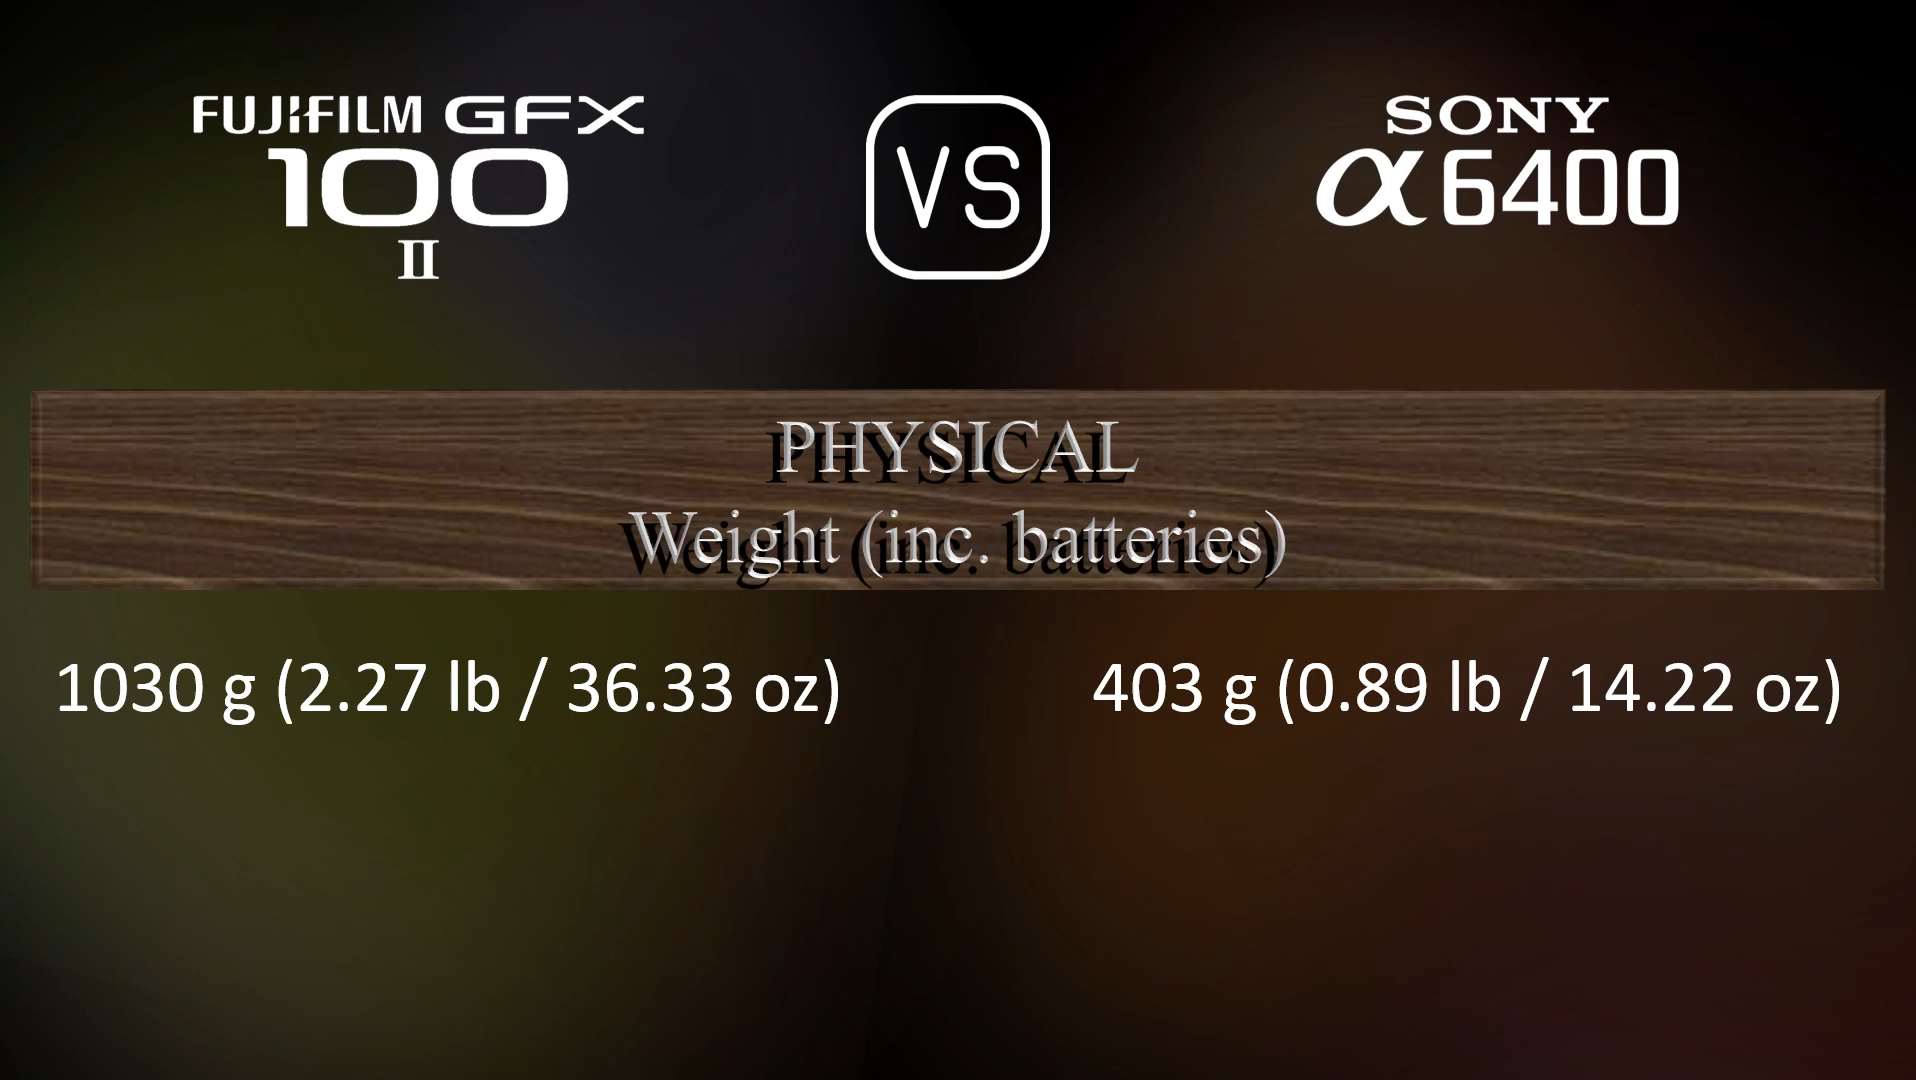 FUJIFILM GFX
100
II
VS
SONY
α6400
PHYSICAL
Weight (inc. batteries)
1030 g (2.27 lb / 36.33 oz)
403 g (0.89 lb / 14.22 oz)